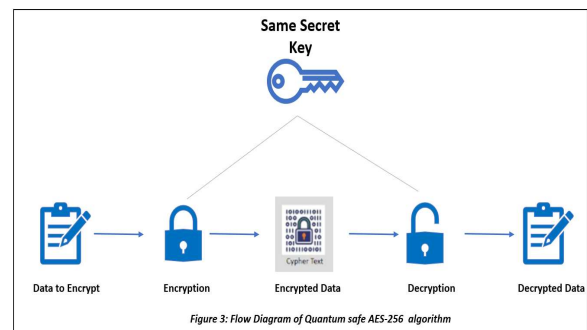 Same Secret
Key
Cypher Text
Data to Encrypt
Encryption
Encrypted Data
Decryption
Decrypted Data
Figure 3: Flow Diagram of Quantum safe AES-256 algorithm